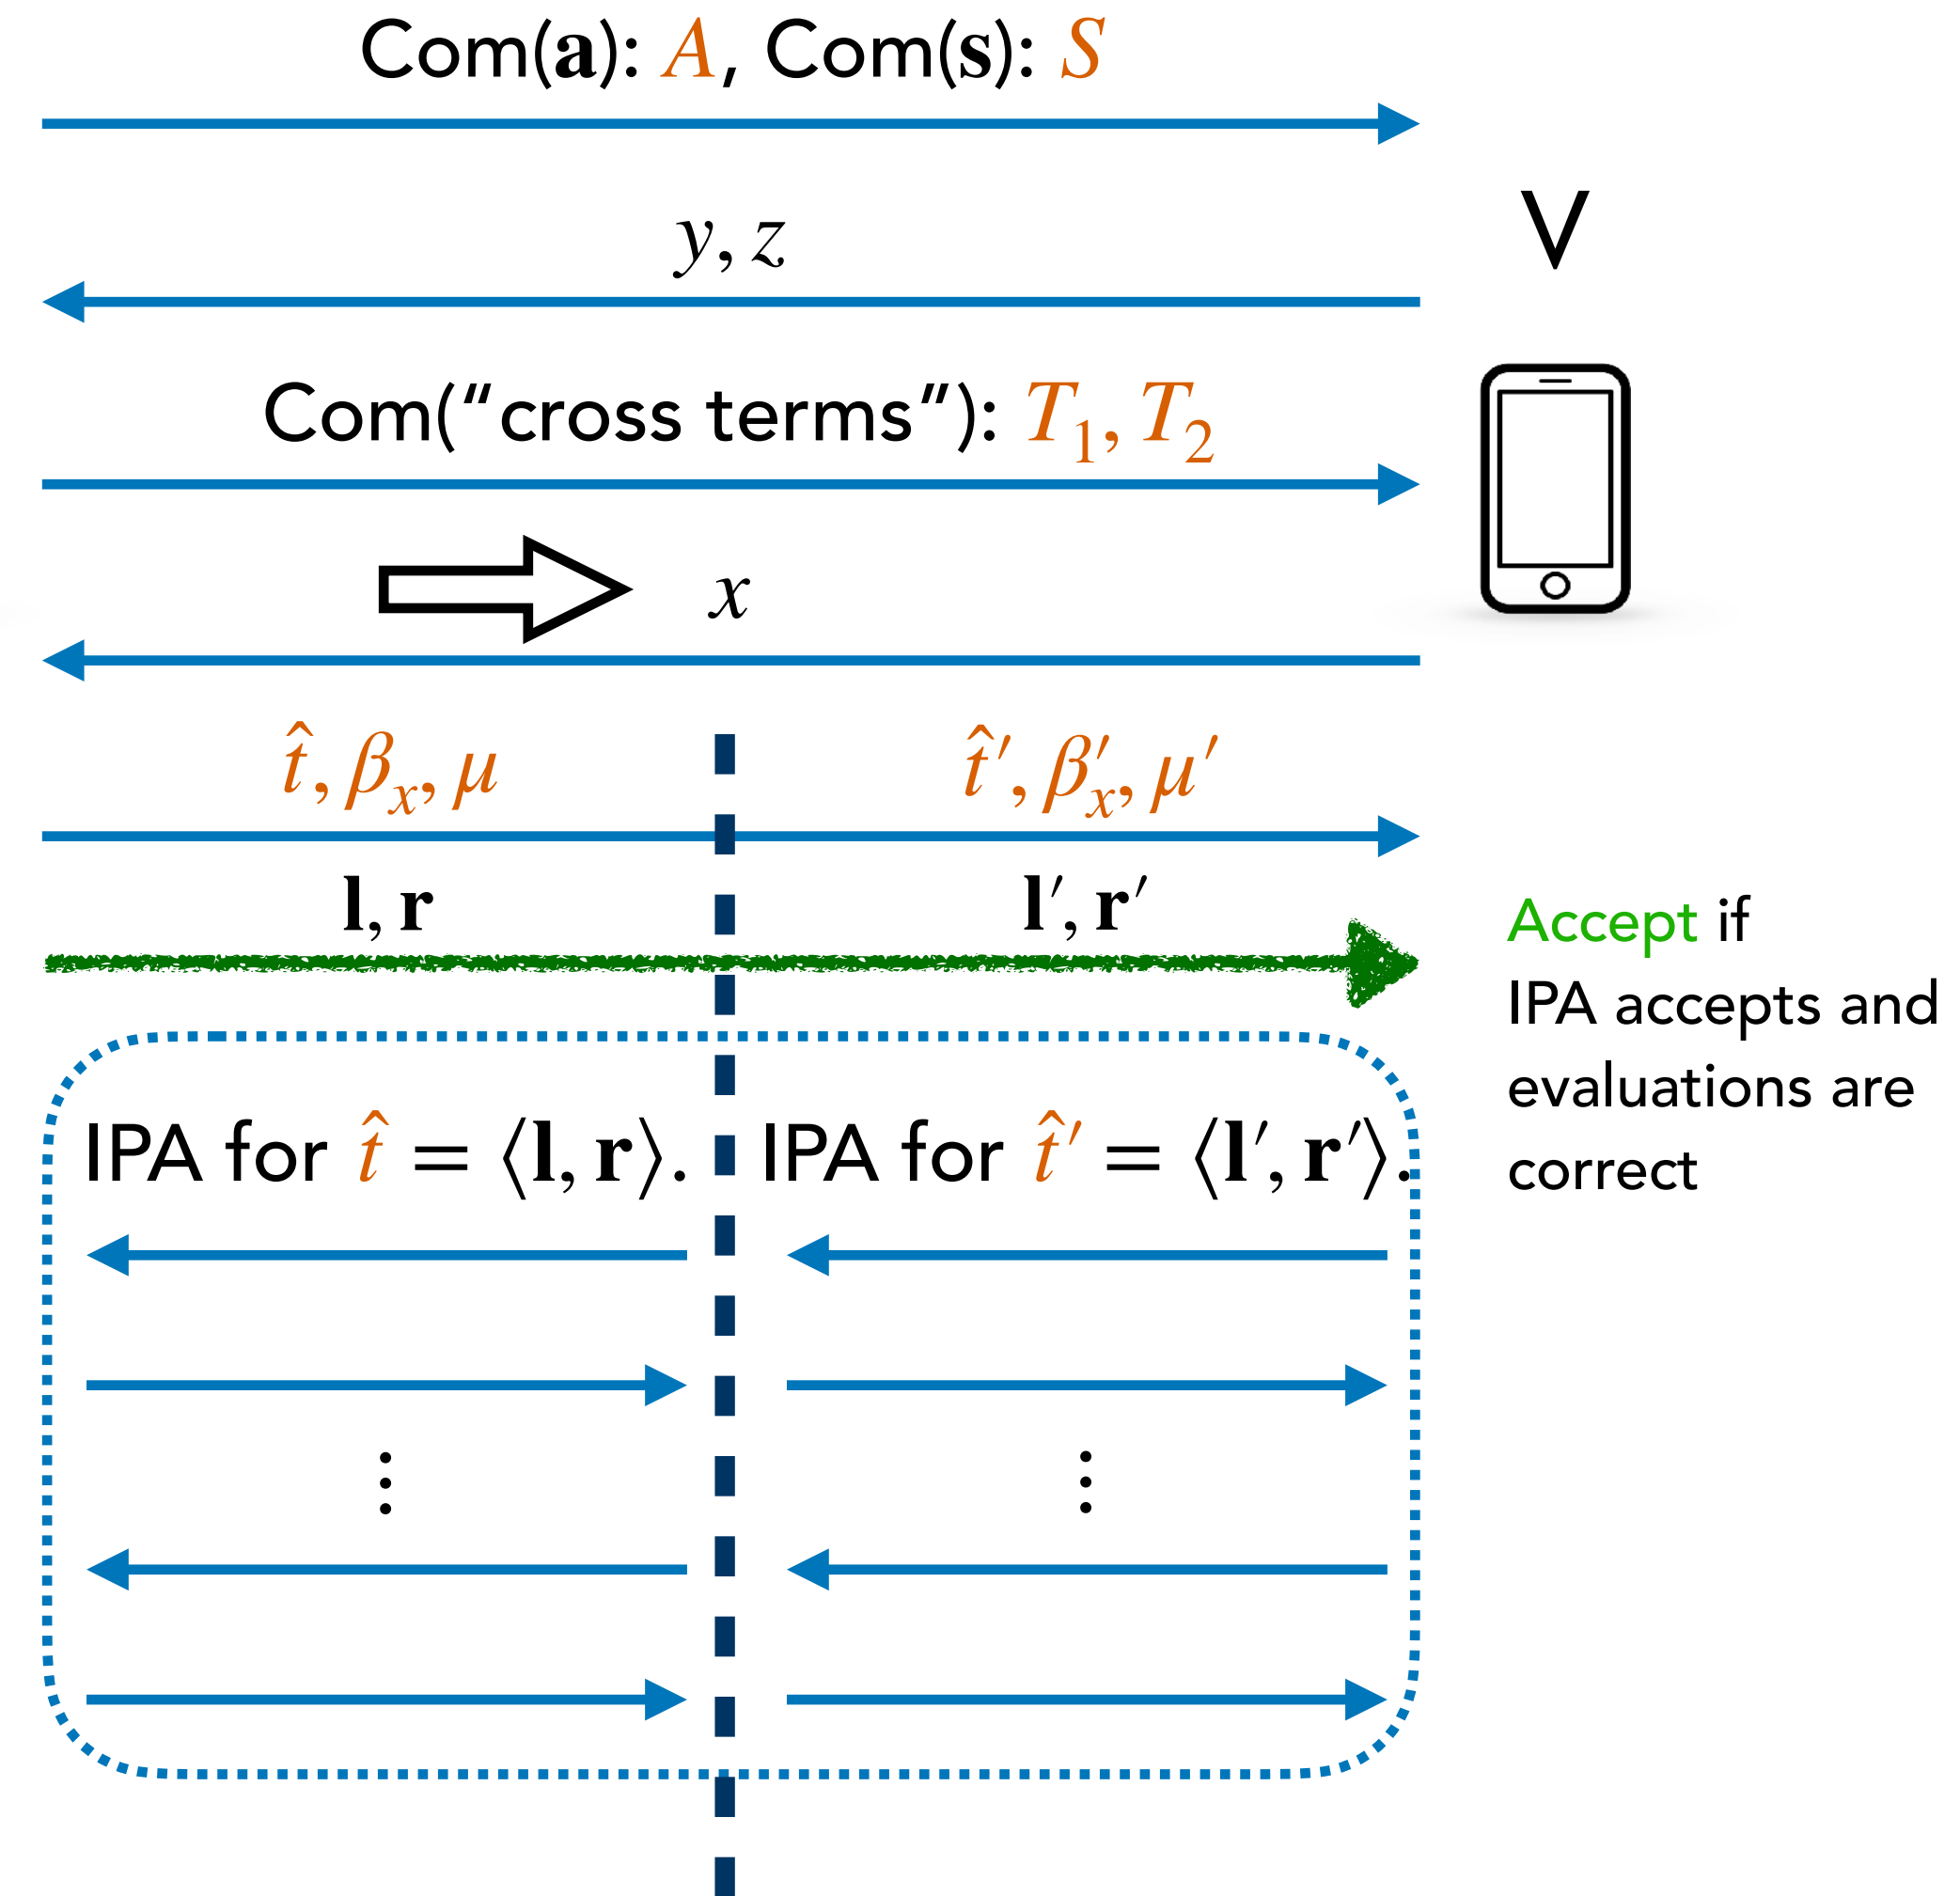 Com(𝐚): A, Com(𝐬): S
V
y, z
Com(“cross terms”): T₁, T₂
x
t̂, βₓ, μ
t̂′, β′ₓ, μ′
𝐥, 𝐫
𝐥′, 𝐫′
Accept if
IPA accepts and
evaluations are
correct
IPA for t̂ = ⟨𝐥, 𝐫⟩.
IPA for t̂′ = ⟨𝐥′, 𝐫′⟩.
⋮
⋮